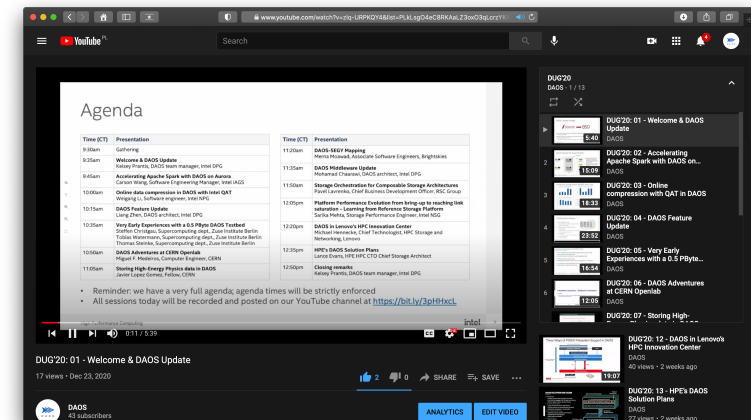 www.youtube.com/watch?v=zIq-URPKQY4&list=PLkLsgO4eC8RKAaLZ3oxO3qLcrzYK
YouTube PL
Search
4
Agenda
Time (CT) Presentation
9:30am Gathering
9:35am Welcome & DAOS Update
Kelsey Prantis, DAOS team manager, Intel DPG
9:45am Accelerating Apache Spark with DAOS on Aurora
Carson Wang, Software Engineering Manager, Intel IAGS
10:00am Online data compression in DAOS with Intel QAT
Weigang Li, software engineer, Intel NPG
10:15am DAOS Feature Update
Liang Zhen, DAOS architect, Intel DPG
10:35am Very Early Experiences with a 0.5 PByte DAOS Testbed
Steffen Christgau, Supercomputing dept., Zuse Institute Berlin
Tobias Watermann, Supercomputing dept., Zuse Institute Berlin
Thomas Steinke, Supercomputing dept., Zuse Institute Berlin
10:50am DAOS Adventures at CERN Openlab
Miguel F. Medeiros, Computer Engineer, CERN
11:05am Storing High-Energy Physics data in DAOS
Javier Lopez Gomez, Fellow, CERN
Time (CT) Presentation
11:20am DAOS-SEGY Mapping
Merna Moawad, Associate Software Engineers, Brightskies
11:35am DAOS Middleware Update
Mohamad Chaarawi, DAOS architect, Intel DPG
11:50am Storage Orchestration for Composable Storage Architectures
Pavel Lavrenko, Chief Business Development Officer, RSC Group
12:05pm Platform Performance Evolution from bring-up to reaching link
saturation – Learning from Reference Storage Platform
Sarika Mehta, Storage Performance Engineer, Intel NSG
12:20pm DAOS in Lenovo's HPC Innovation Center
Michael Hennecke, Chief Technologist, HPC Storage and
Networking, Lenovo
12:35pm HPE's DAOS Solution Plans
Lance Evans, HPE HPC CTO Chief Storage Architect
12:50pm Closing remarks
Kelsey Prantis, DAOS team manager, Intel DPG
• Reminder: we have a very full agenda; agenda times will be strictly enforced
• All sessions today will be recorded and posted on our YouTube channel at https://bit.ly/3pHHxcL
intel
0:11 / 5:39
CC
DUG'20: 01 - Welcome & DAOS Update
17 views • Dec 23, 2020
2
0
SHARE
SAVE
DAOS
43 subscribers
ANALYTICS
EDIT VIDEO
DUG'20
DAOS · 1 / 13
5:40
DUG'20: 01 - Welcome & DAOS
Update
DAOS
2
15:09
DUG'20: 02 - Accelerating
Apache Spark with DAOS on...
DAOS
3
18:33
DUG'20: 03 - Online
compression with QAT in DAOS
DAOS
4
23:52
DUG'20: 04 - DAOS Feature
Update
DAOS
5
16:54
DUG'20: 05 - Very Early
Experiences with a 0.5 PByte...
DAOS
6
12:05
DUG'20: 06 - DAOS Adventures
at CERN Openlab
DAOS
DUG'20: 07 - Storing High-
19:07
DUG'20: 12 - DAOS in Lenovo's
HPC Innovation Center
DAOS
40 views • 2 weeks ago
DUG'20: 13 - HPE's DAOS
Solution Plans
DAOS
27 views • 2 weeks ago